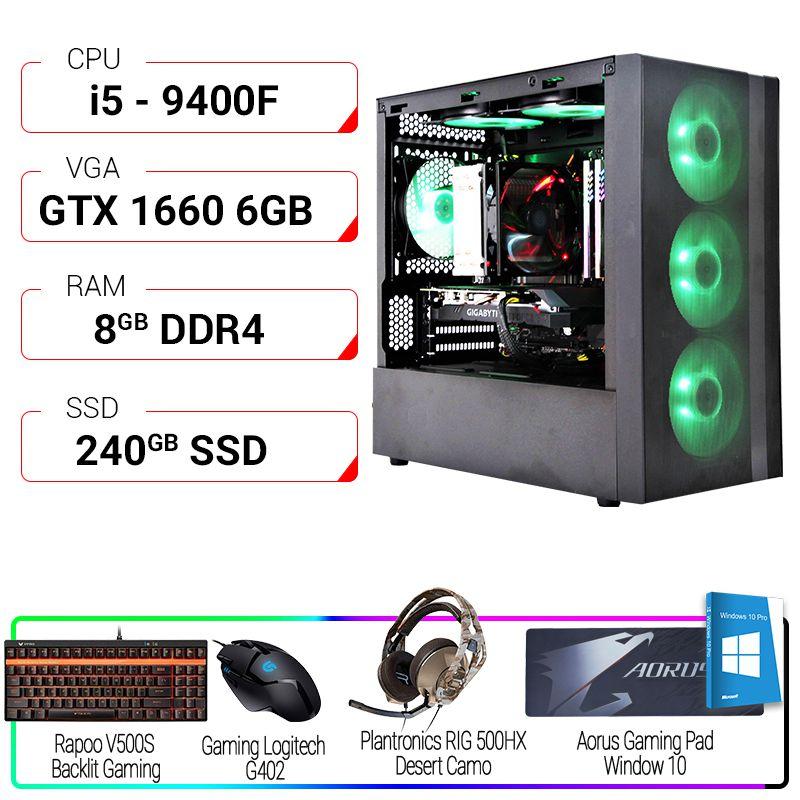 CPU
i5 - 9400F
VGA
GTX 1660 6GB
RAM
8GB DDR4
SSD
240GB SSD
GIGABYTE
Windows 10 Pro
Microsoft
AORUS
Rapoo V500S
Backlit Gaming
Gaming Logitech
G402
Plantronics RIG 500HX
Desert Camo
Aorus Gaming Pad
Window 10